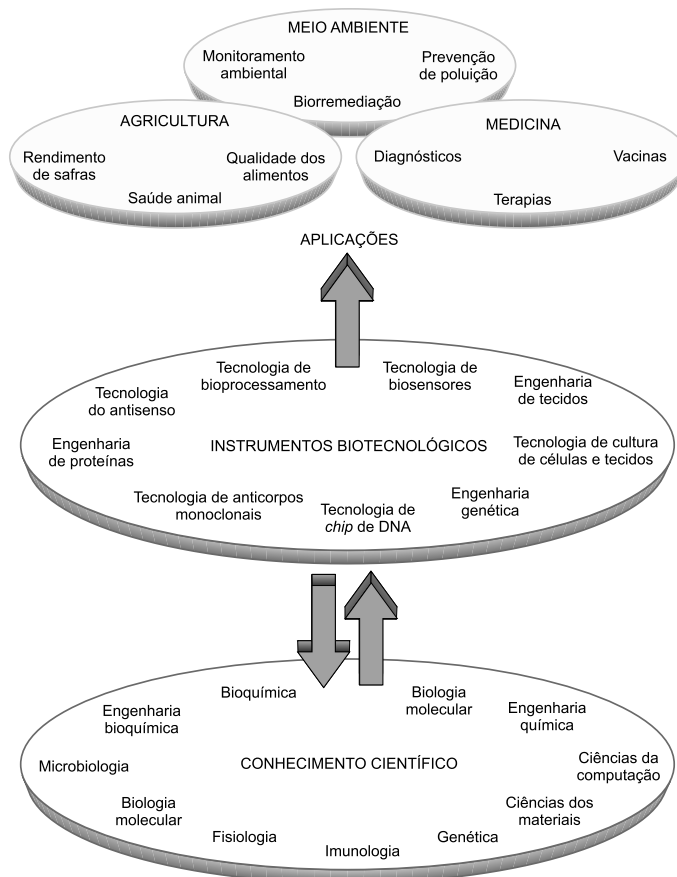 MEIO AMBIENTE
Monitoramento
ambiental
Prevenção
de poluição
Biorremediação
AGRICULTURA
Rendimento
de safras
Qualidade dos
alimentos
Saúde animal
MEDICINA
Diagnósticos
Vacinas
Terapias
APLICAÇÕES
Tecnologia de
bioprocessamento
Tecnologia de
biosensores
Tecnologia
do antisenso
Engenharia
de tecidos
Engenharia
de proteínas
INSTRUMENTOS BIOTECNOLÓGICOS
Tecnologia de cultura
de células e tecidos
Tecnologia de anticorpos
monoclonais
Tecnologia de
chip de DNA
Engenharia
genética
Bioquímica
Biologia
molecular
Engenharia
bioquímica
Engenharia
química
Microbiologia
CONHECIMENTO CIENTÍFICO
Ciências da
computação
Biologia
molecular
Ciências dos
materiais
Fisiologia
Genética
Imunologia